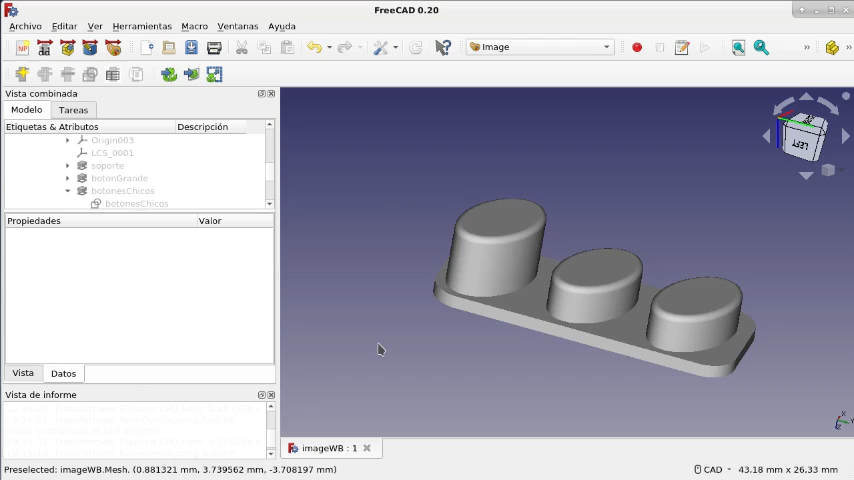 FreeCAD 0.20
Archivo Editar Ver Herramientas Macro Ventanas Ayuda
Image
Vista combinada
Modelo Tareas
Etiquetas & Atributos Descripción
Origin003
LCS_0001
soporte
botonGrande
botonesChicos
botonesChicos
Propiedades Valor
Vista Datos
Vista de informe
LEFT
imageWB : 1
Preselected: imageWB.Mesh. (0.881321 mm, 3.739562 mm, -3.708197 mm) CAD 43,18 mm x 26,33 mm